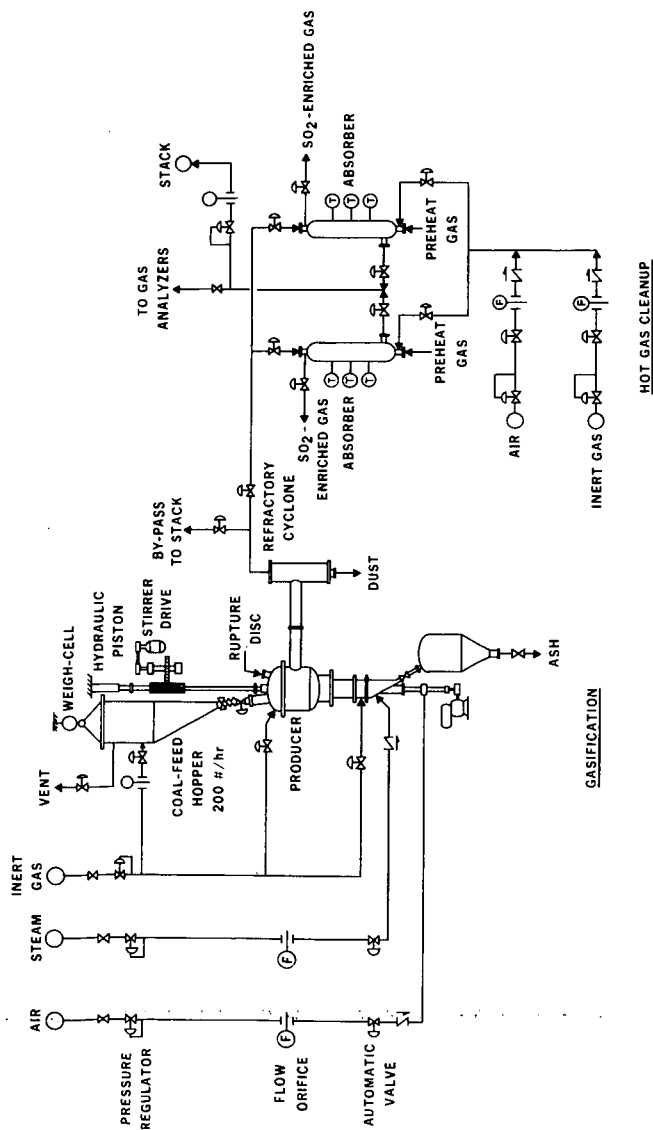 AIR
STEAM
INERT
GAS
VENT
WEIGH-CELL
HYDRAULIC
PISTON
STIRRER
DRIVE
BY-PASS
TO STACK
TO GAS
ANALYZERS
STACK
SO2-ENRICHED GAS
PRESSURE
REGULATOR
COAL-FEED
HOPPER
200 #/hr
RUPTURE
DISC
REFRACTORY
CYCLONE
SO2-
ENRICHED GAS
ABSORBER
T
T
T
ABSORBER
T
T
T
PREHEAT
GAS
PREHEAT
GAS
FLOW
ORIFICE
F
F
PRODUCER
DUST
AIR
F
INERT GAS
F
AUTOMATIC
VALVE
ASH
GASIFICATION
HOT GAS CLEANUP